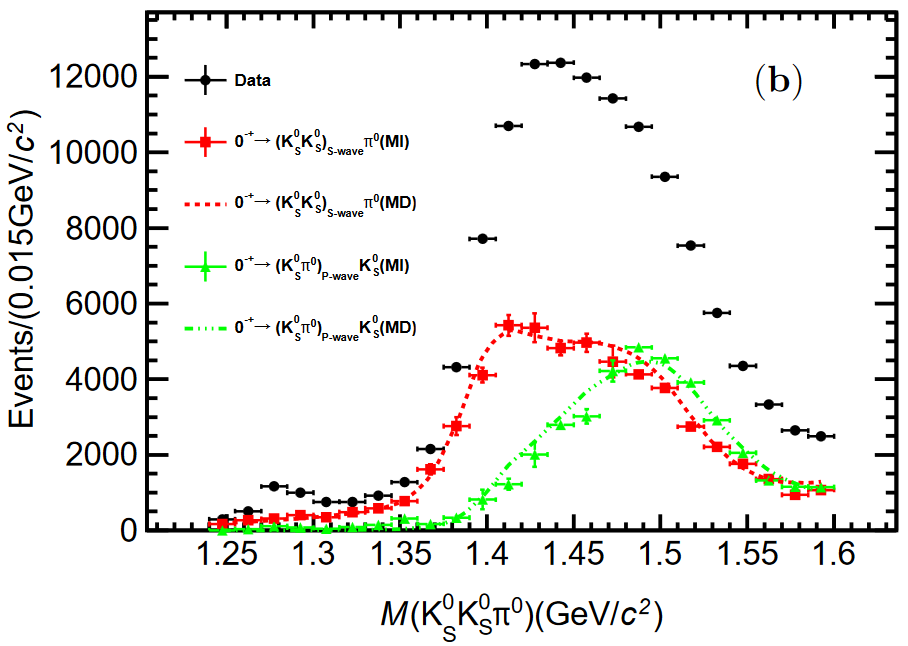 Events/(0.015GeV/c²)
12000
10000
8000
6000
4000
2000
0
(b)
Data
0⁻⁺→ (K⁰_S K⁰_S)_S-wave π⁰(MI)
0⁻⁺→ (K⁰_S K⁰_S)_S-wave π⁰(MD)
0⁻⁺→ (K⁰_S π⁰)_P-wave K⁰_S(MI)
0⁻⁺→ (K⁰_S π⁰)_P-wave K⁰_S(MD)
1.25 1.3 1.35 1.4 1.45 1.5 1.55 1.6
M(K⁰_S K⁰_S π⁰)(GeV/c²)